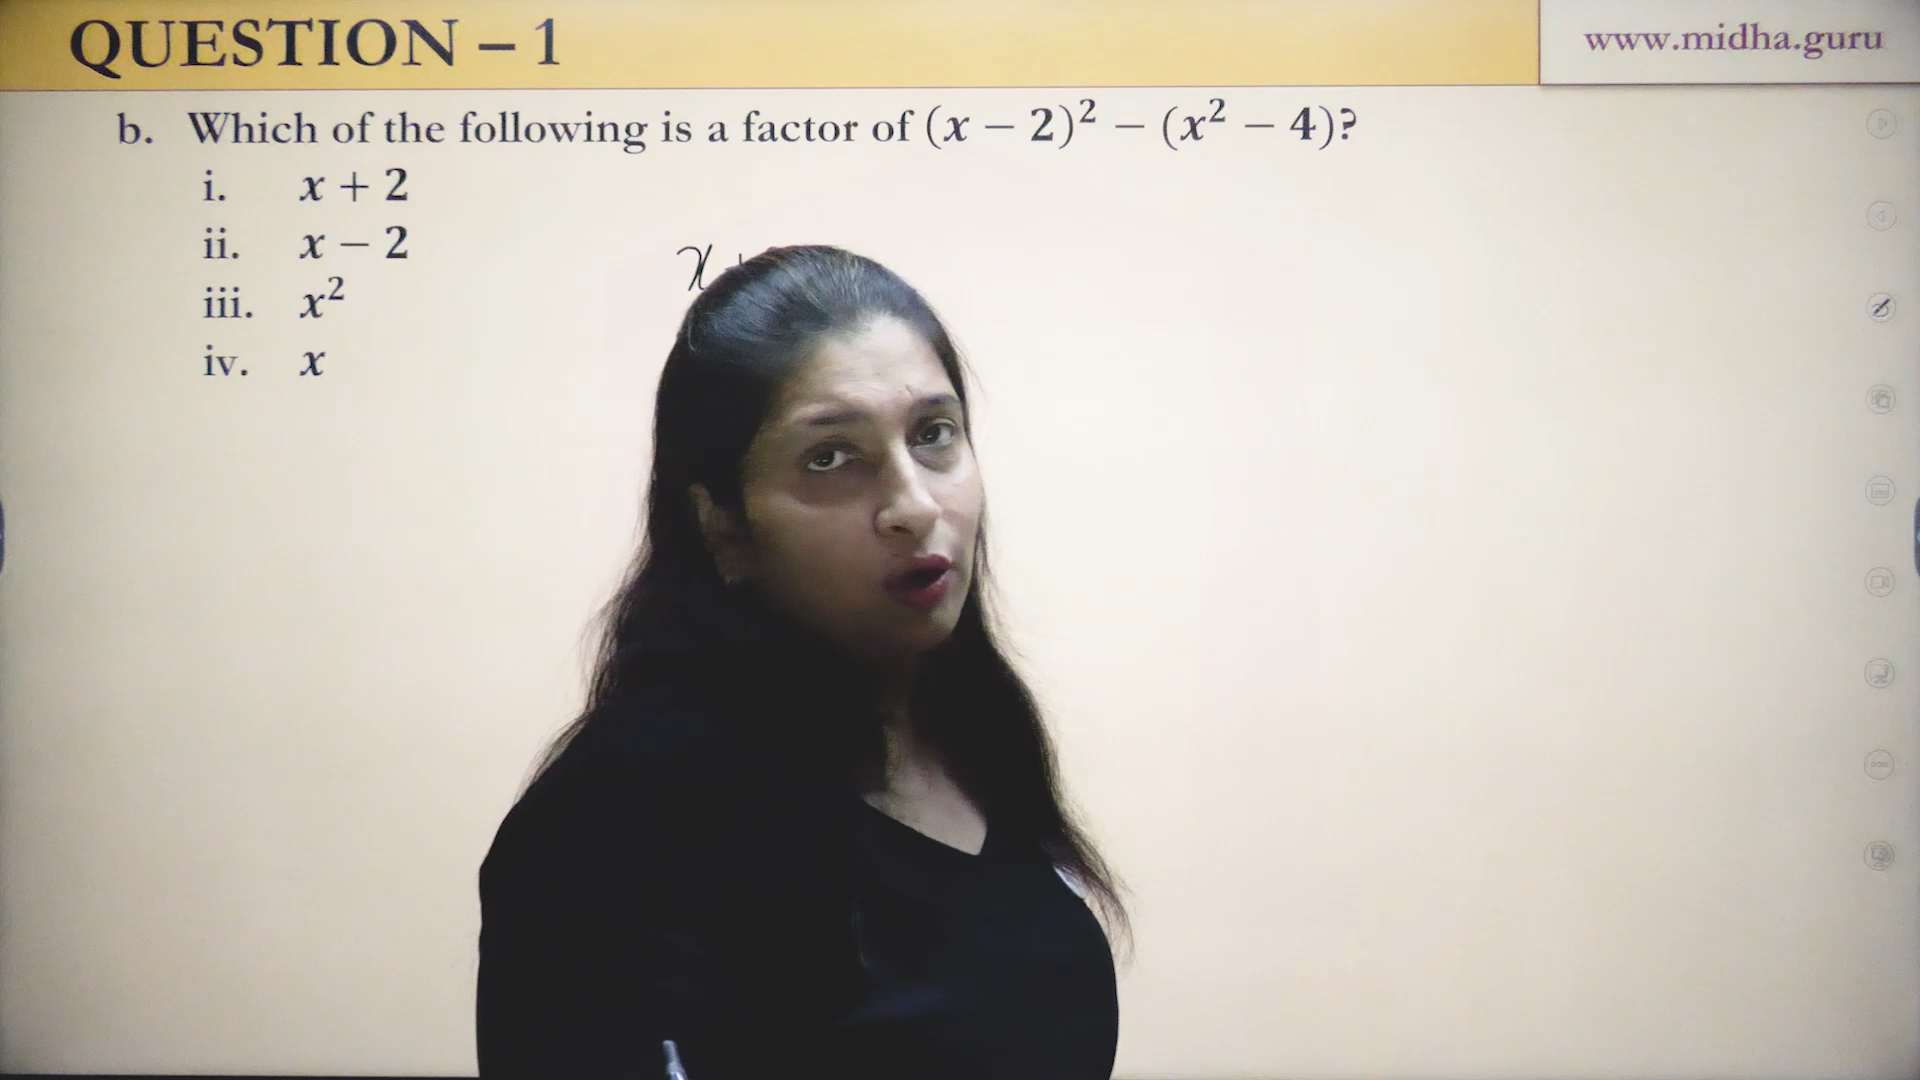 QUESTION – 1
www.midha.guru
b. Which of the following is a factor of (x – 2)² – (x² – 4)?
i. x + 2
ii. x – 2
iii. x²
iv. x
x